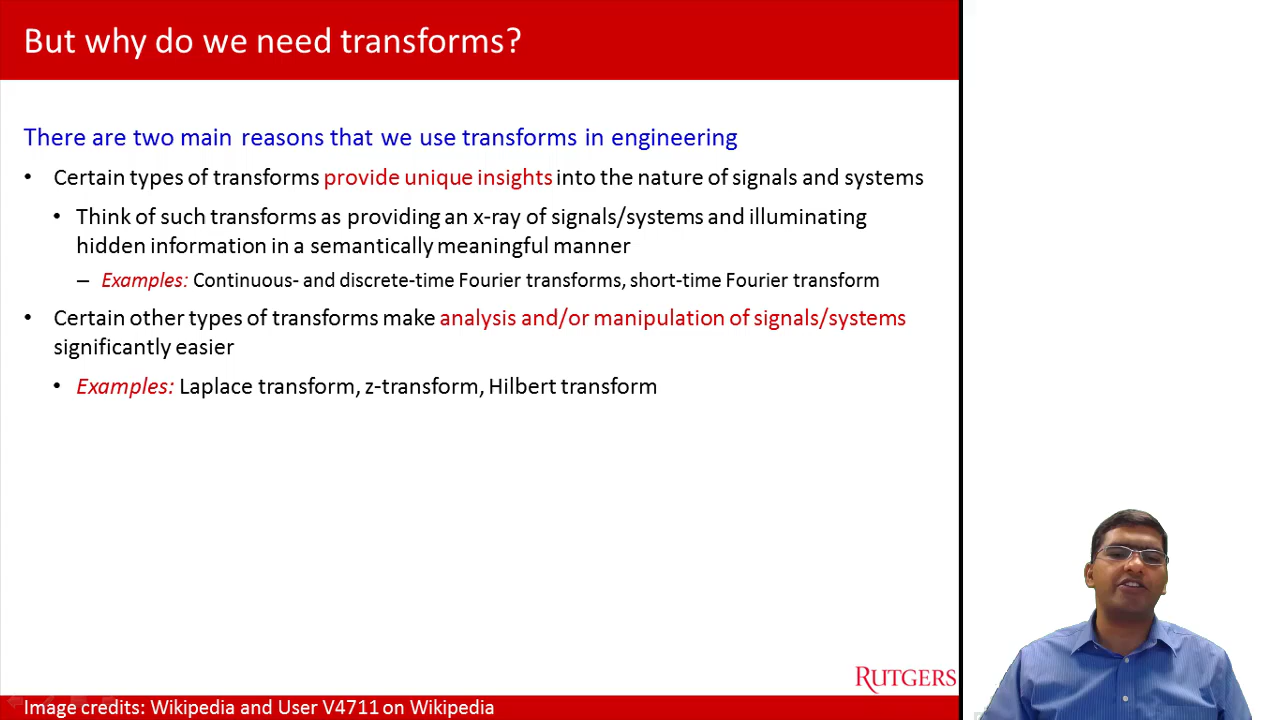 But why do we need transforms?
There are two main reasons that we use transforms in engineering
• Certain types of transforms provide unique insights into the nature of signals and systems
• Think of such transforms as providing an x-ray of signals/systems and illuminating
hidden information in a semantically meaningful manner
– Examples: Continuous- and discrete-time Fourier transforms, short-time Fourier transform
• Certain other types of transforms make analysis and/or manipulation of signals/systems
significantly easier
• Examples: Laplace transform, z-transform, Hilbert transform
RUTGERS
Image credits: Wikipedia and User V4711 on Wikipedia